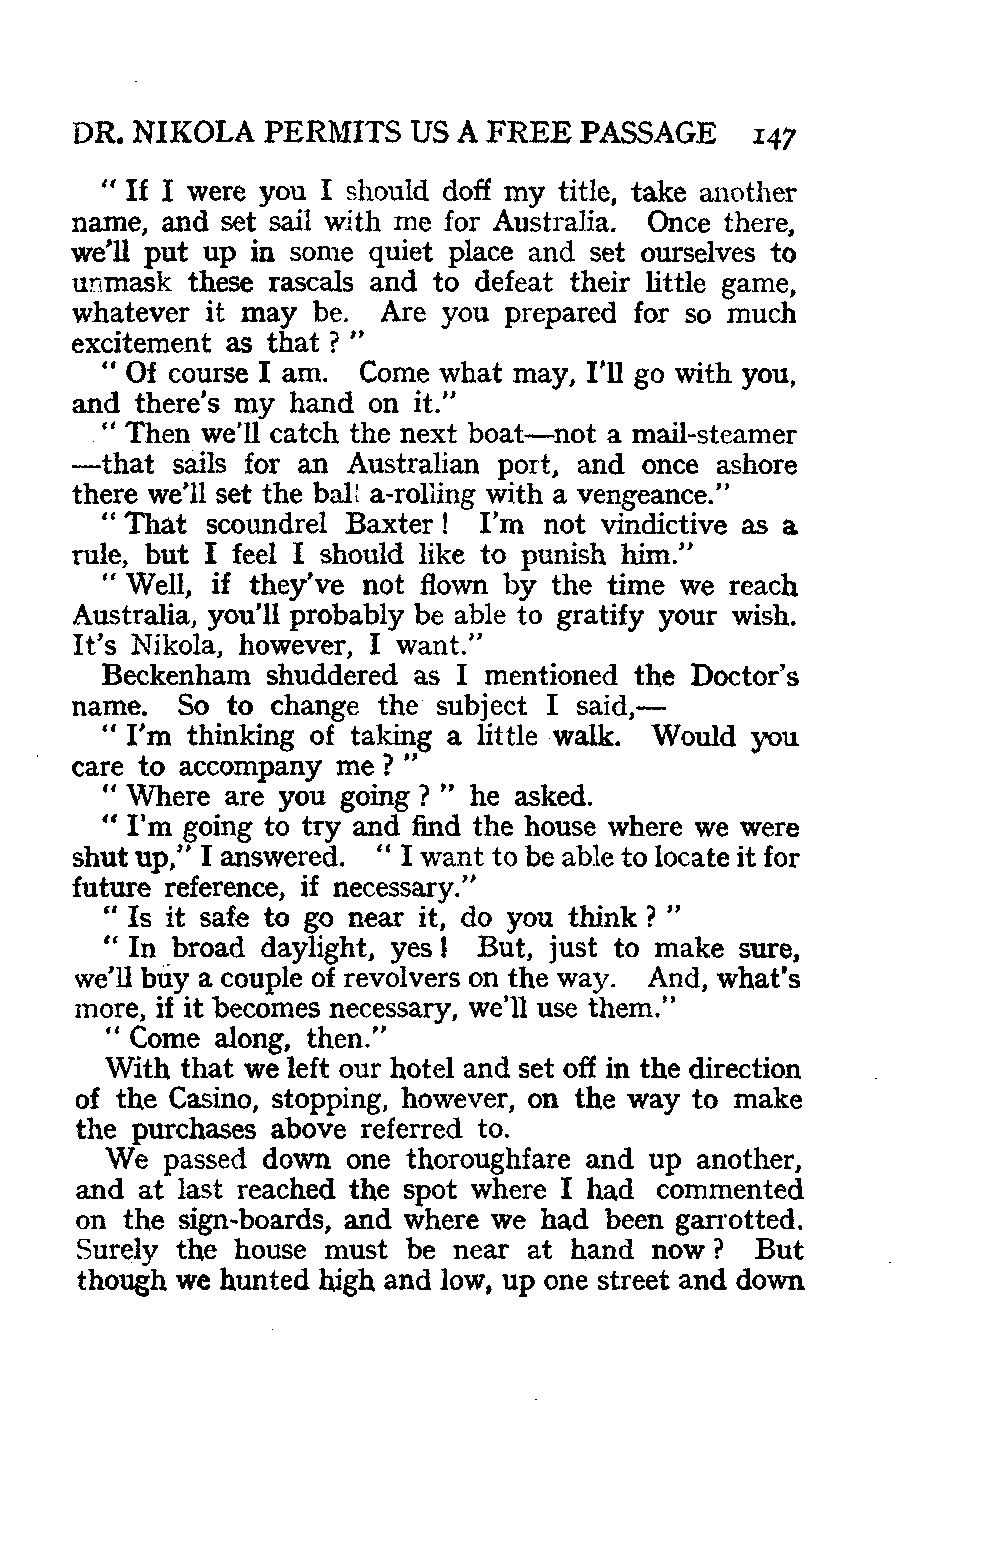 DR. NIKOLA PERMITS US A FREE PASSAGE 147
" If I were you I should doff my title, take another
name, and set sail with me for Australia. Once there,
we'll put up in some quiet place and set ourselves to
unmask these rascals and to defeat their little game,
whatever it may be. Are you prepared for so much
excitement as that ? "
" Of course I am. Come what may, I'll go with you,
and there's my hand on it."
" Then we'll catch the next boat—not a mail-steamer
—that sails for an Australian port, and once ashore
there we'll set the ball a-rolling with a vengeance."
" That scoundrel Baxter ! I'm not vindictive as a
rule, but I feel I should like to punish him."
" Well, if they've not flown by the time we reach
Australia, you'll probably be able to gratify your wish.
It's Nikola, however, I want."
Beckenham shuddered as I mentioned the Doctor's
name. So to change the subject I said,—
" I'm thinking of taking a little walk. Would you
care to accompany me ? "
" Where are you going ? " he asked.
" I'm going to try and find the house where we were
shut up," I answered. " I want to be able to locate it for
future reference, if necessary."
" Is it safe to go near it, do you think ? "
" In broad daylight, yes ! But, just to make sure,
we'll buy a couple of revolvers on the way. And, what's
more, if it becomes necessary, we'll use them."
" Come along, then."
With that we left our hotel and set off in the direction
of the Casino, stopping, however, on the way to make
the purchases above referred to.
We passed down one thoroughfare and up another,
and at last reached the spot where I had commented
on the sign-boards, and where we had been garrotted.
Surely the house must be near at hand now ? But
though we hunted high and low, up one street and down